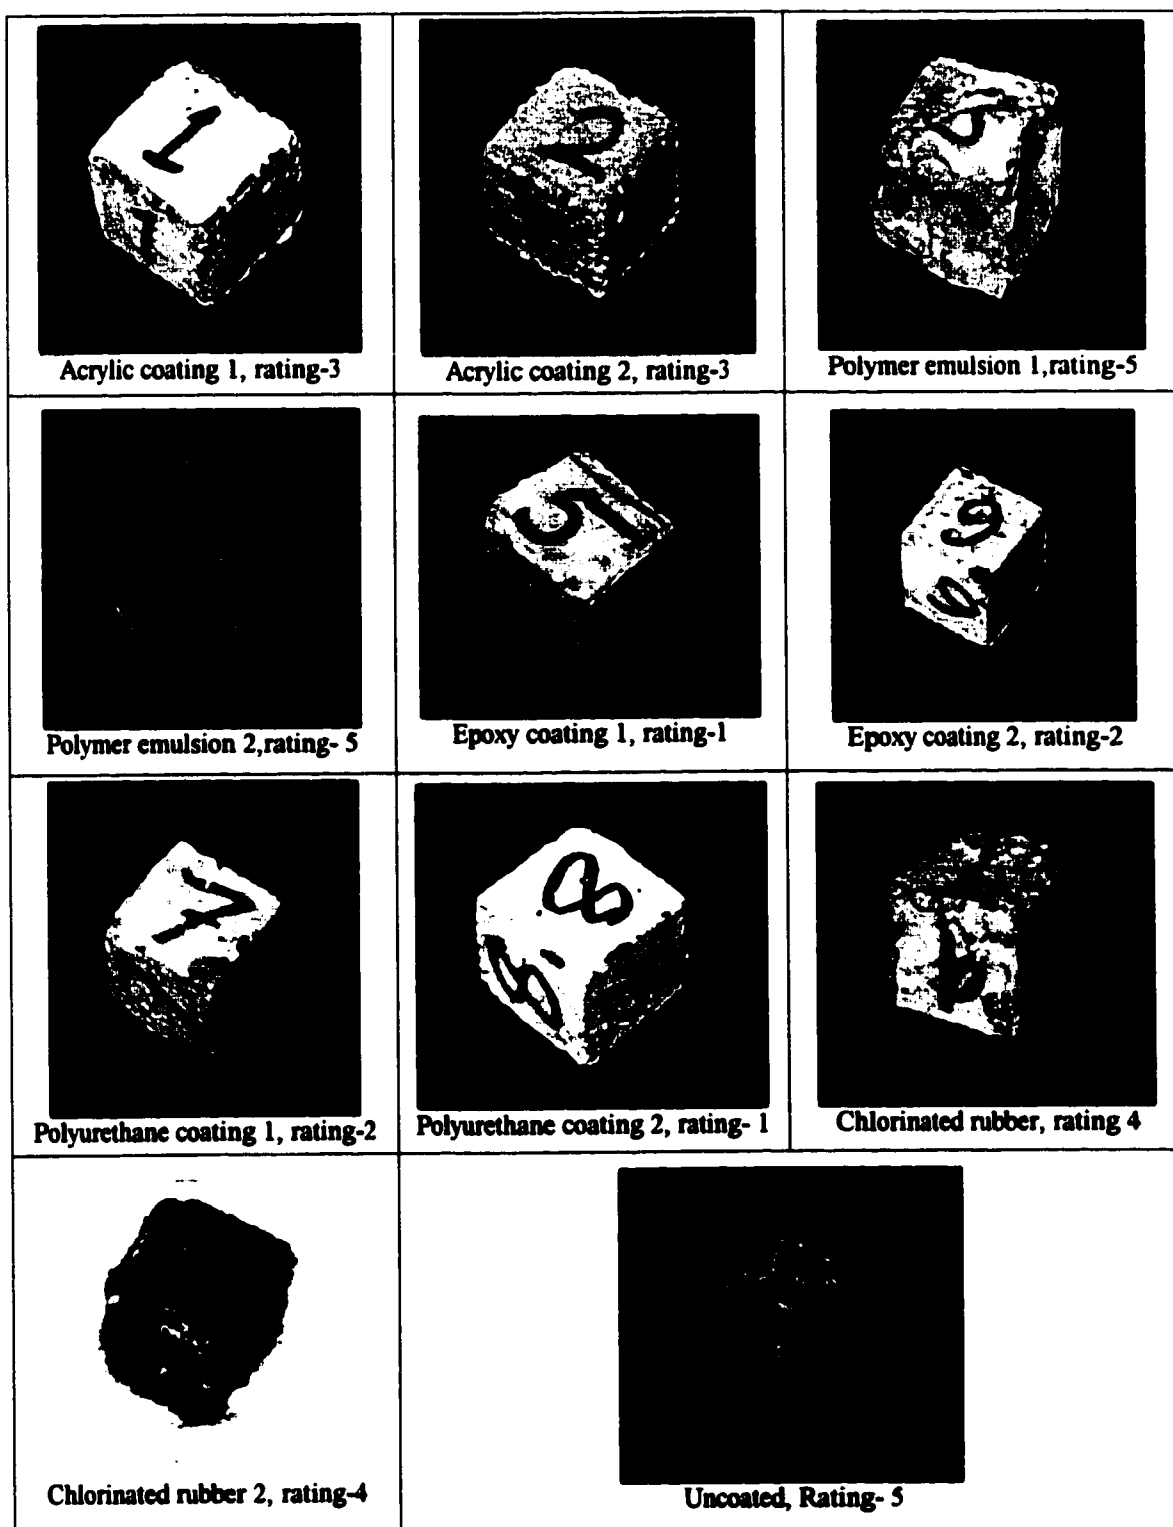 1
1
Acrylic coating 1, rating-3
2
Acrylic coating 2, rating-3
Polymer emulsion 1,rating-5
Polymer emulsion 2,rating- 5
5
Epoxy coating 1, rating-1
6
6
Epoxy coating 2, rating-2
7
Polyurethane coating 1, rating-2
8
8
Polyurethane coating 2, rating- 1
Chlorinated rubber, rating 4
Chlorinated rubber 2, rating-4
Uncoated, Rating- 5